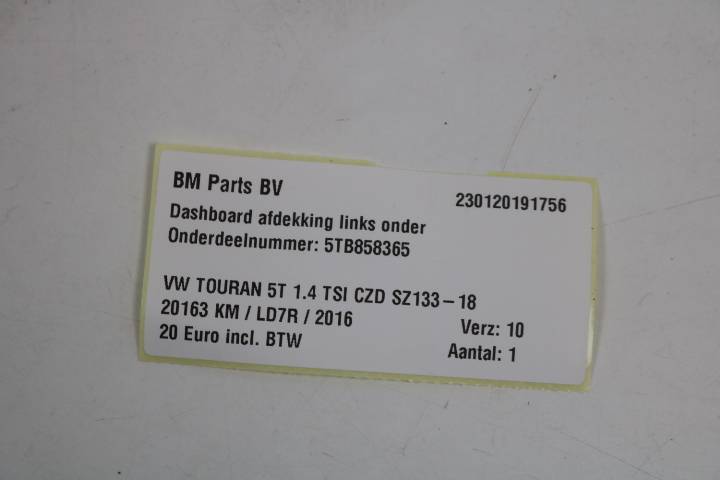 BM Parts BV 230120191756
Dashboard afdekking links onder
Onderdeelnummer: 5TB858365
VW TOURAN 5T 1.4 TSI CZD SZ133-18
20163 KM / LD7R / 2016 Verz: 10
20 Euro incl. BTW Aantal: 1